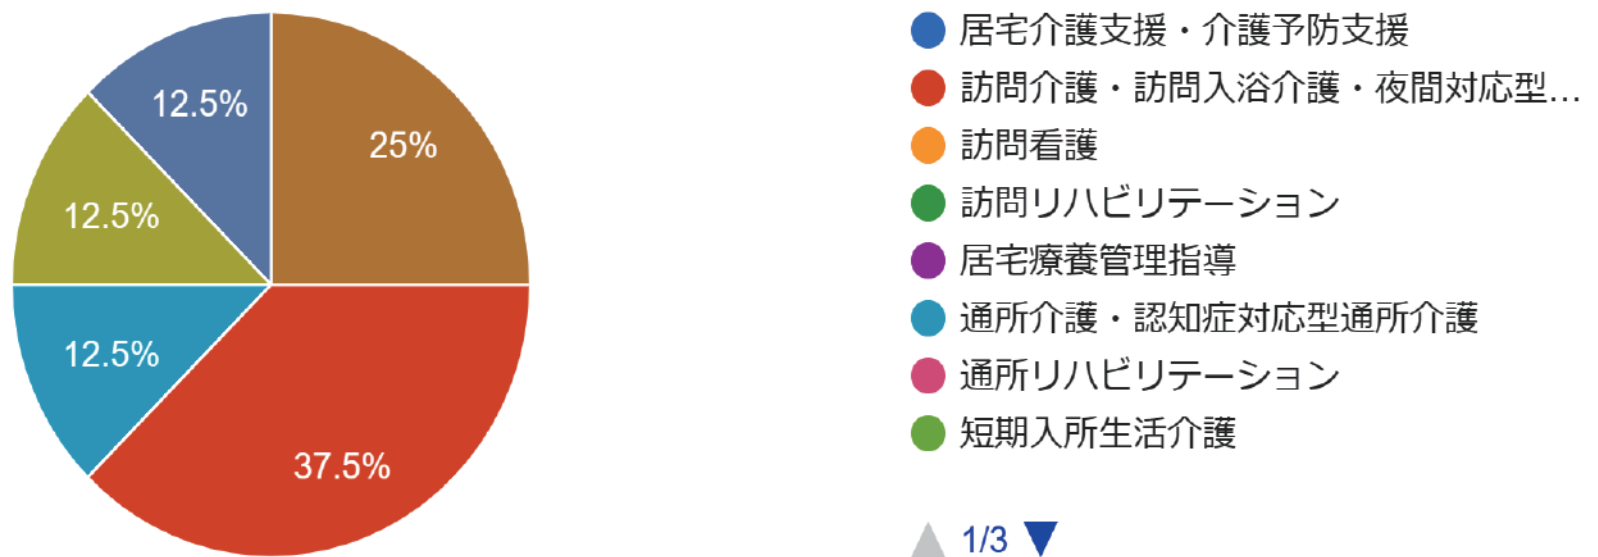 12.5%
25%
12.5%
12.5%
37.5%
居宅介護支援・介護予防支援
訪問介護・訪問入浴介護・夜間対応型…
訪問看護
訪問リハビリテーション
居宅療養管理指導
通所介護・認知症対応型通所介護
通所リハビリテーション
短期入所生活介護
1/3